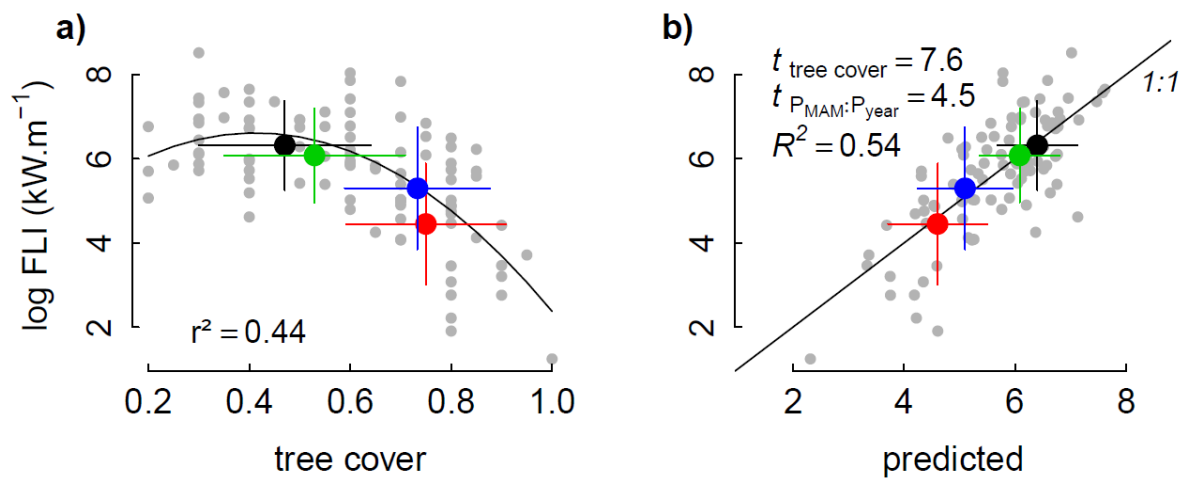 a)
log FLI (kW.m⁻¹)
8
6
4
2
r² = 0.44
0.2 0.4 0.6 0.8 1.0
tree cover
b)
t tree cover = 7.6
t P_MAM:P_year = 4.5
R² = 0.54
1:1
8
6
4
2
2 4 6 8
predicted